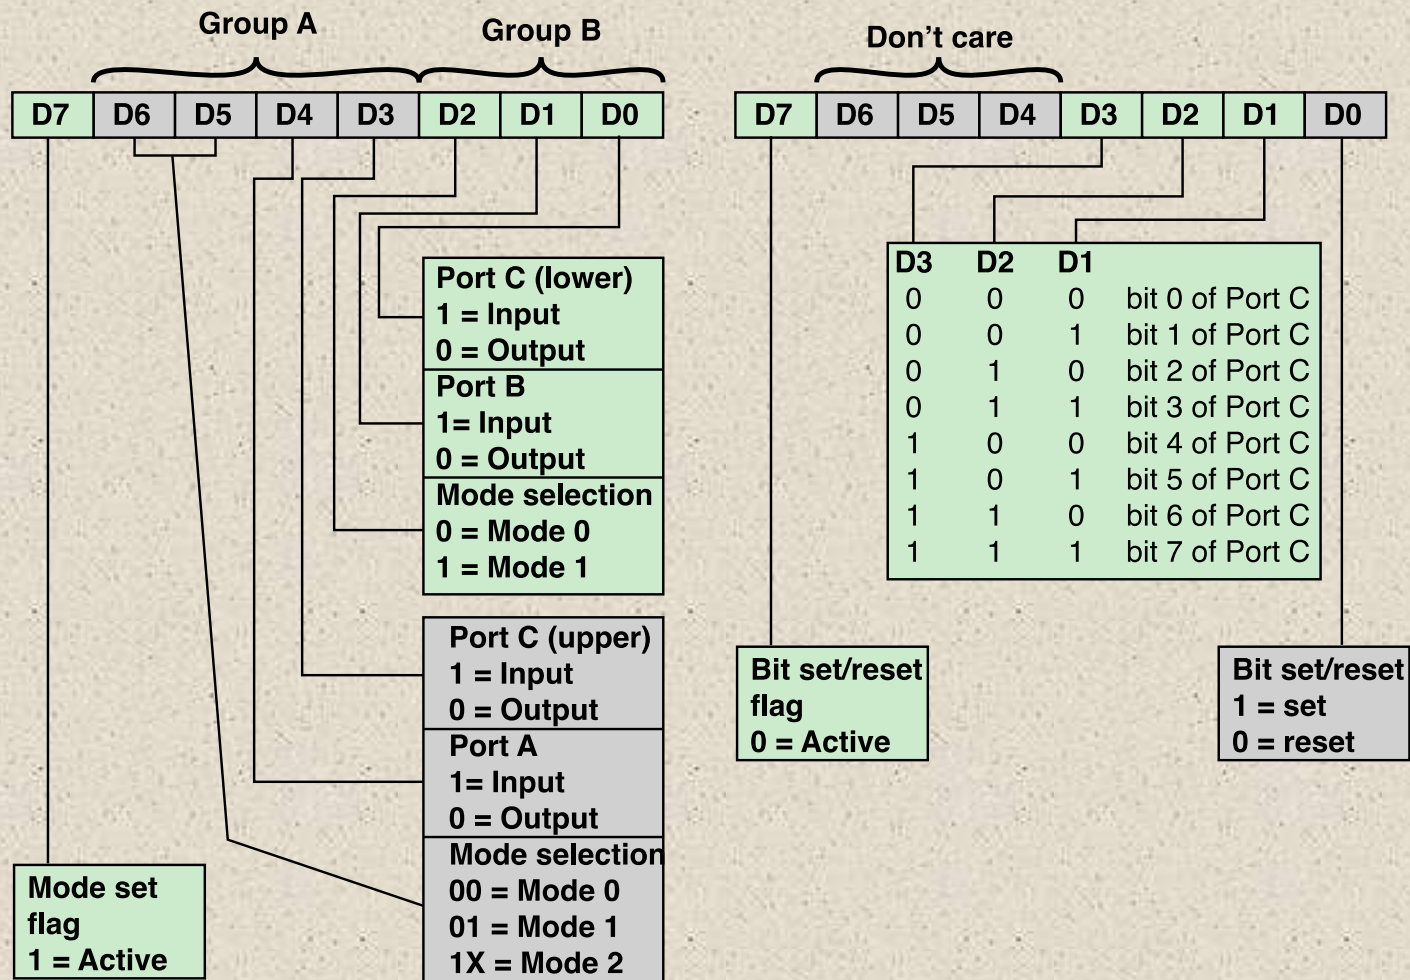 Group A
Group B
D7 D6 D5 D4 D3 D2 D1 D0
Port C (lower)
1 = Input
0 = Output
Port B
1= Input
0 = Output
Mode selection
0 = Mode 0
1 = Mode 1
Port C (upper)
1 = Input
0 = Output
Port A
1= Input
0 = Output
Mode selection
00 = Mode 0
01 = Mode 1
1X = Mode 2
Mode set
flag
1 = Active
Don't care
D7 D6 D5 D4 D3 D2 D1 D0
D3 D2 D1
0 0 0 bit 0 of Port C
0 0 1 bit 1 of Port C
0 1 0 bit 2 of Port C
0 1 1 bit 3 of Port C
1 0 0 bit 4 of Port C
1 0 1 bit 5 of Port C
1 1 0 bit 6 of Port C
1 1 1 bit 7 of Port C
Bit set/reset
flag
0 = Active
Bit set/reset
1 = set
0 = reset